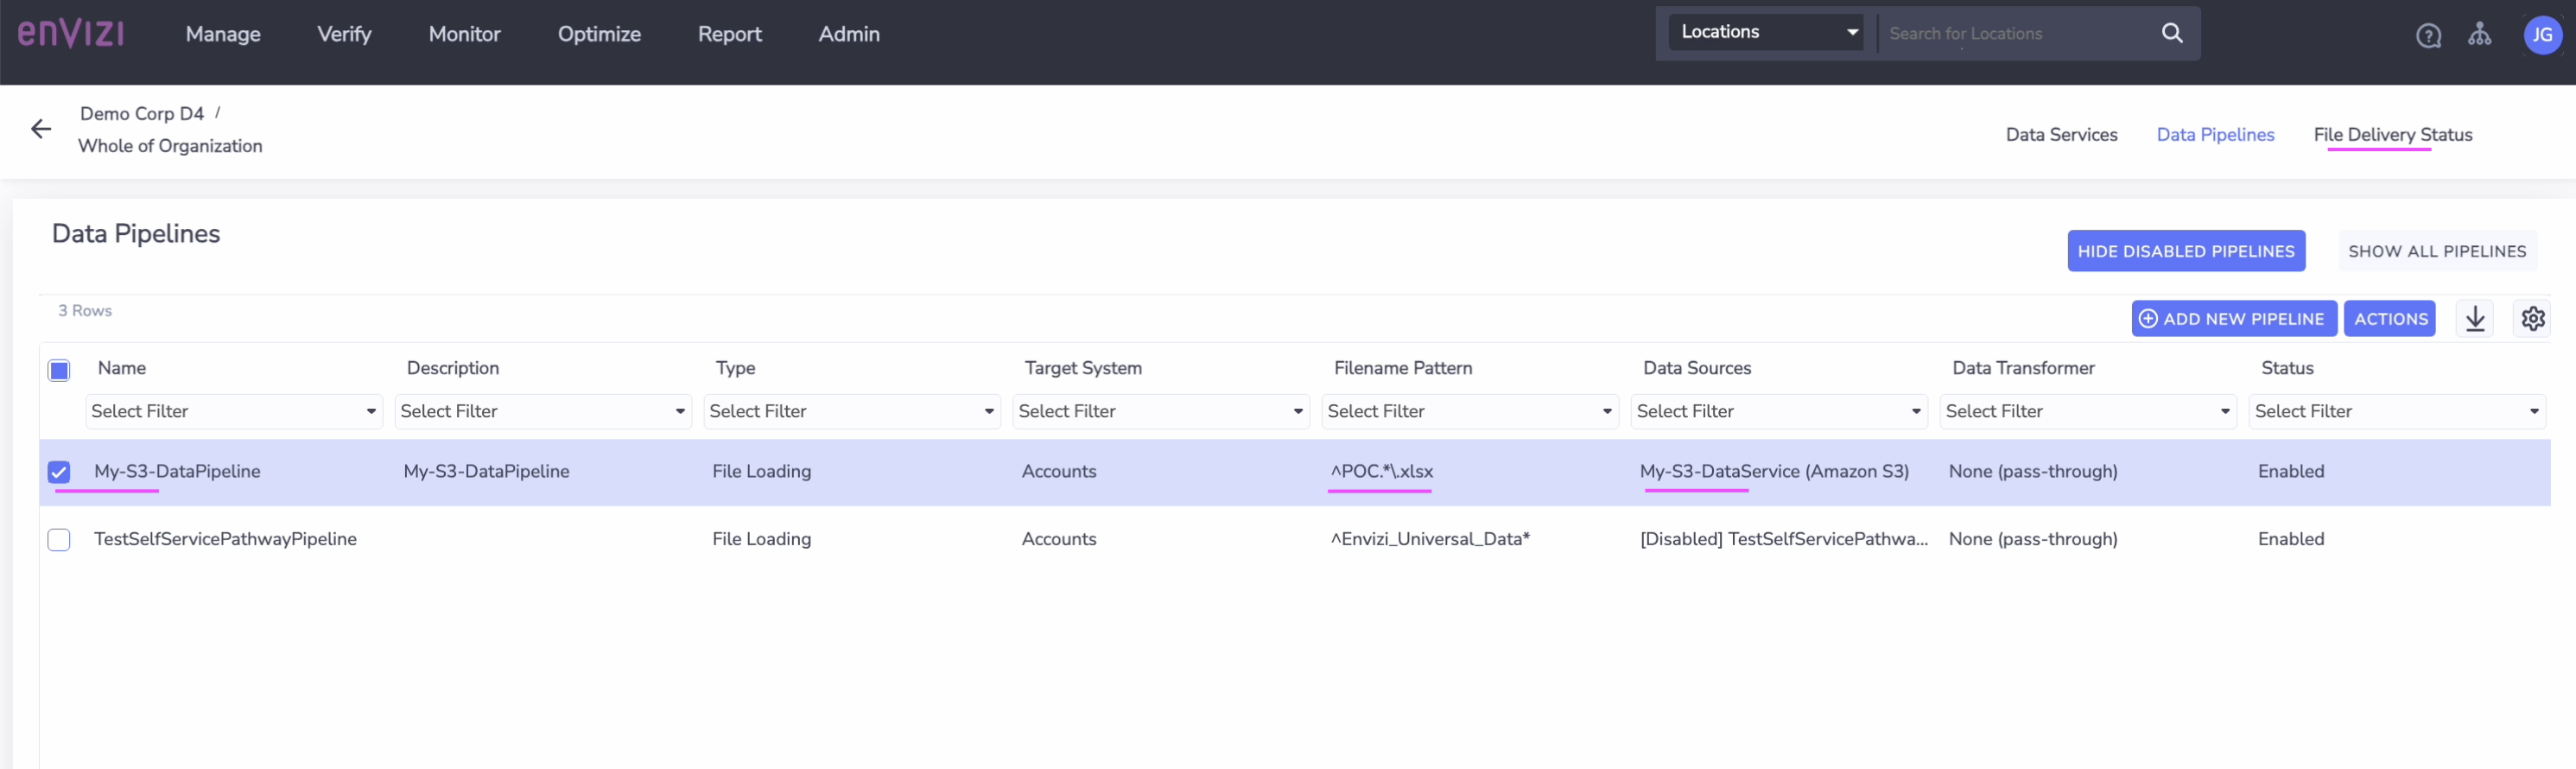 enVizi Manage Verify Monitor Optimize Report Admin Locations Search for Locations JG
Demo Corp D4 /
Whole of Organization
Data Services Data Pipelines File Delivery Status
Data Pipelines
HIDE DISABLED PIPELINES SHOW ALL PIPELINES
3 Rows
ADD NEW PIPELINE ACTIONS
Name Description Type Target System Filename Pattern Data Sources Data Transformer Status
Select Filter Select Filter Select Filter Select Filter Select Filter Select Filter Select Filter Select Filter
My-S3-DataPipeline My-S3-DataPipeline File Loading Accounts ^POC.*\.xlsx My-S3-DataService (Amazon S3) None (pass-through) Enabled
TestSelfServicePathwayPipeline File Loading Accounts ^Envizi_Universal_Data* [Disabled] TestSelfServicePathwa... None (pass-through) Enabled